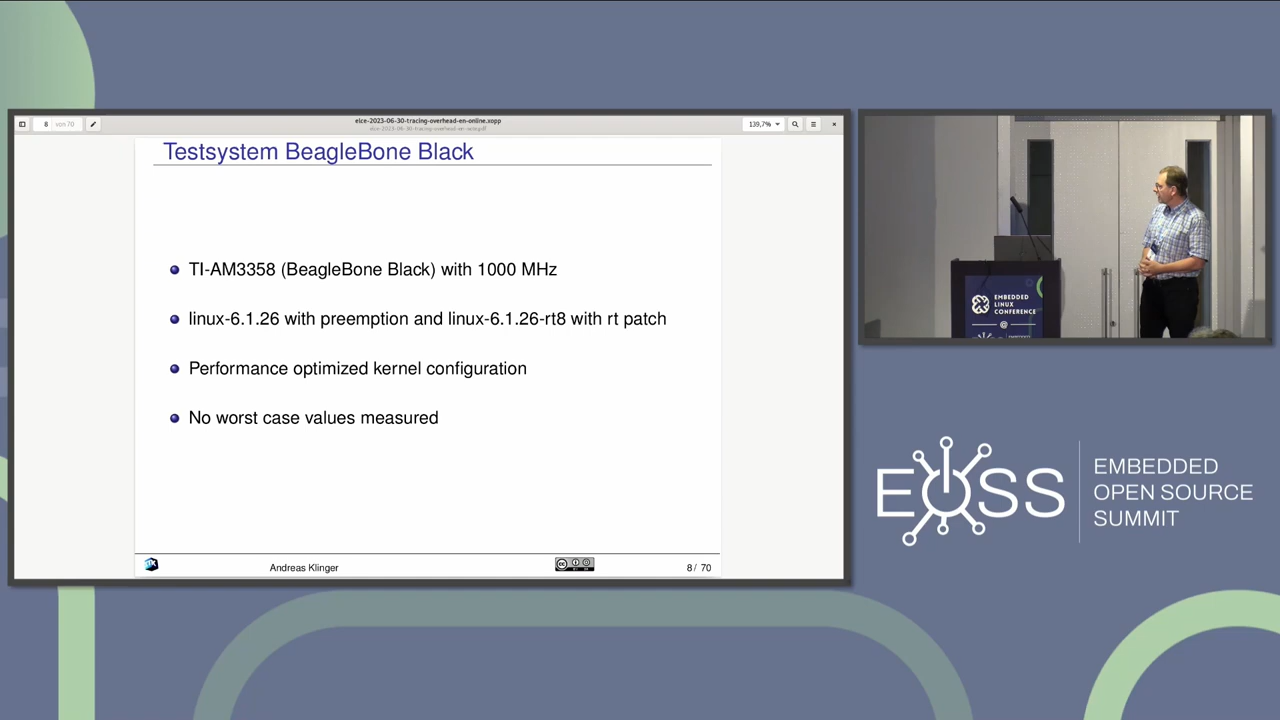 8 von 70
elce-2023-06-30-tracing-overhead-en-online.xopp
139,7%
Testsystem BeagleBone Black
TI-AM3358 (BeagleBone Black) with 1000 MHz
linux-6.1.26 with preemption and linux-6.1.26-rt8 with rt patch
Performance optimized kernel configuration
No worst case values measured
Andreas Klinger
8/ 70
EMBEDDED
LINUX
CONFERENCE
@
EOSS
EMBEDDED
OPEN SOURCE
SUMMIT